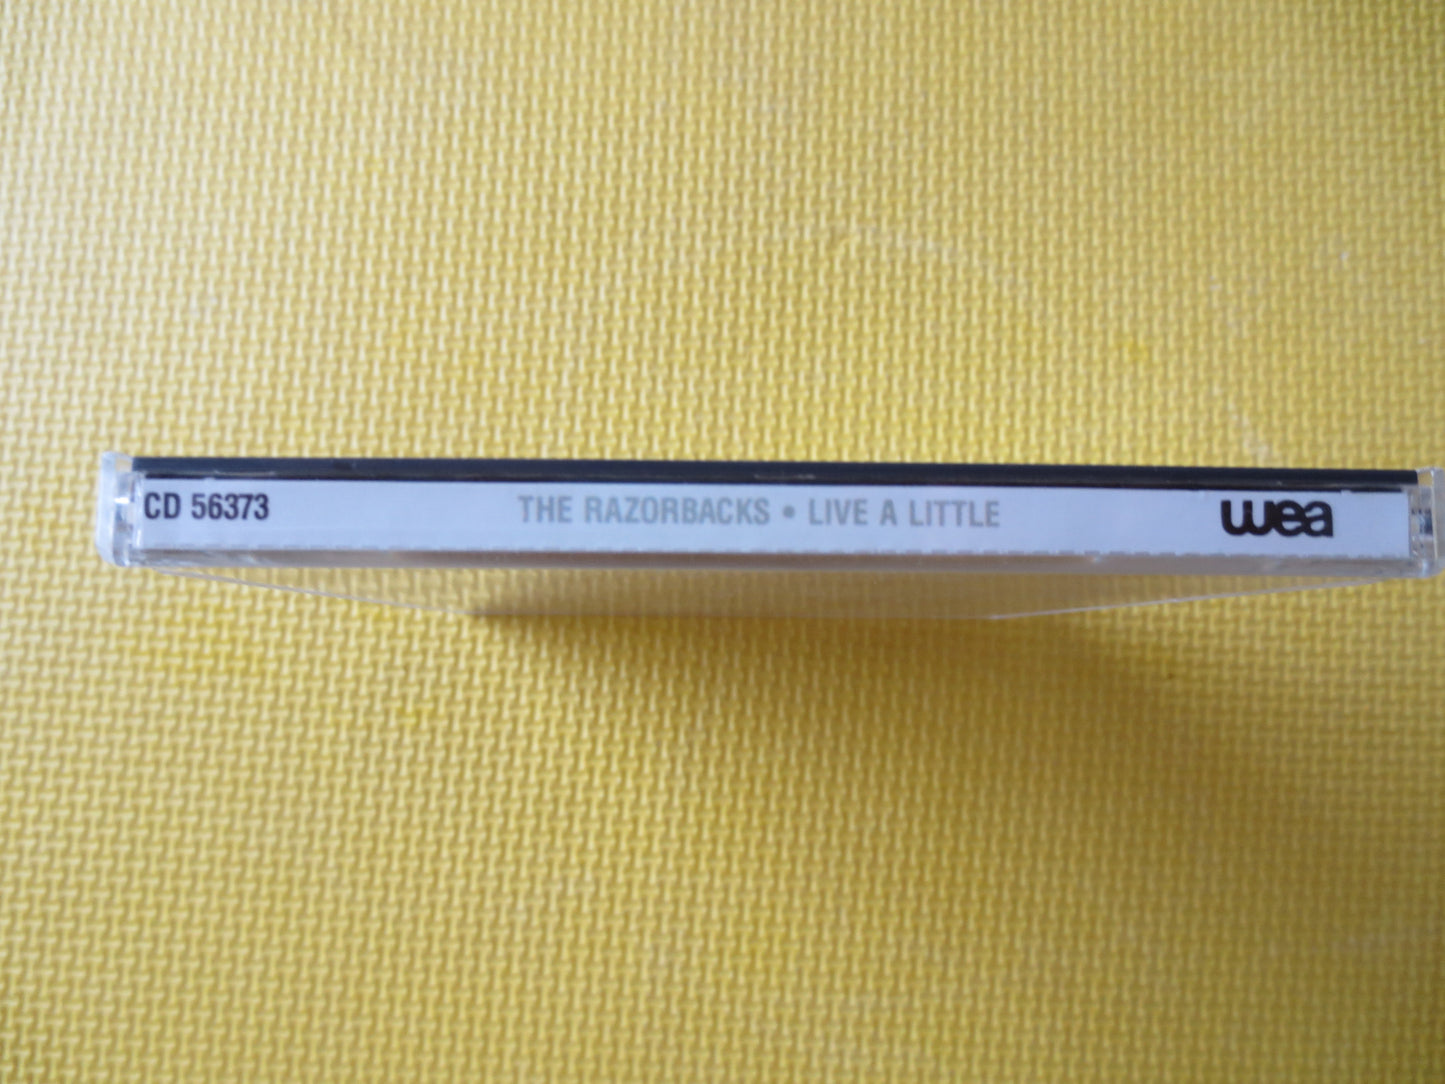 CD 56373 THE RAZORBACKS • LIVE A LITTLE wea